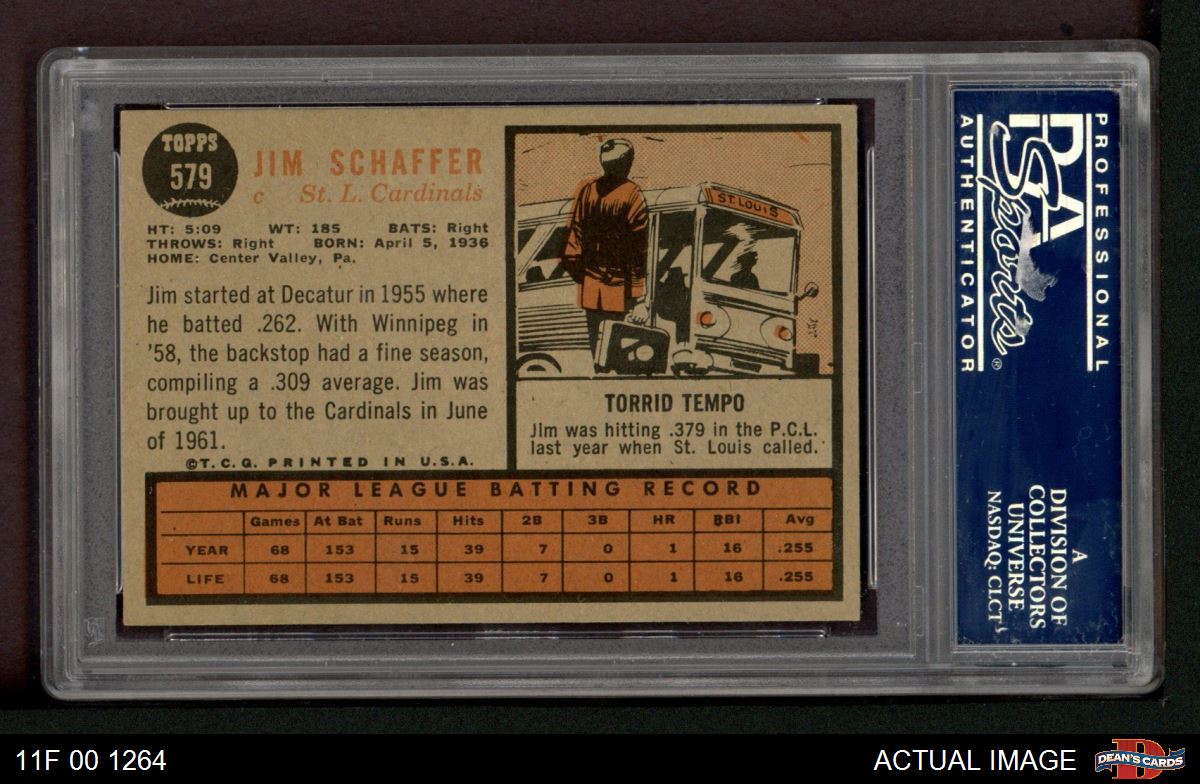 TOPPS
579
JIM SCHAFFER
c St. L. Cardinals
HT: 5:09 WT: 185 BATS: Right
THROWS: Right BORN: April 5, 1936
HOME: Center Valley, Pa.
Jim started at Decatur in 1955 where
he batted .262. With Winnipeg in
'58, the backstop had a fine season,
compiling a .309 average. Jim was
brought up to the Cardinals in June
of 1961.
©T.C.G. PRINTED IN U.S.A.
ST. LOUIS
TORRID TEMPO
Jim was hitting .379 in the P.C.L.
last year when St. Louis called.
MAJOR LEAGUE BATTING RECORD
Games At Bat Runs Hits 2B 3B HR RBI Avg
YEAR 68 153 15 39 7 0 1 16 .255
LIFE 68 153 15 39 7 0 1 16 .255
PROFESSIONAL
PSA
Sports
®
AUTHENTICATOR
A
DIVISION OF
COLLECTORS
UNIVERSE
NASDAQ: CLCT
11F 00 1264
ACTUAL IMAGE
D
DEAN'S CARDS